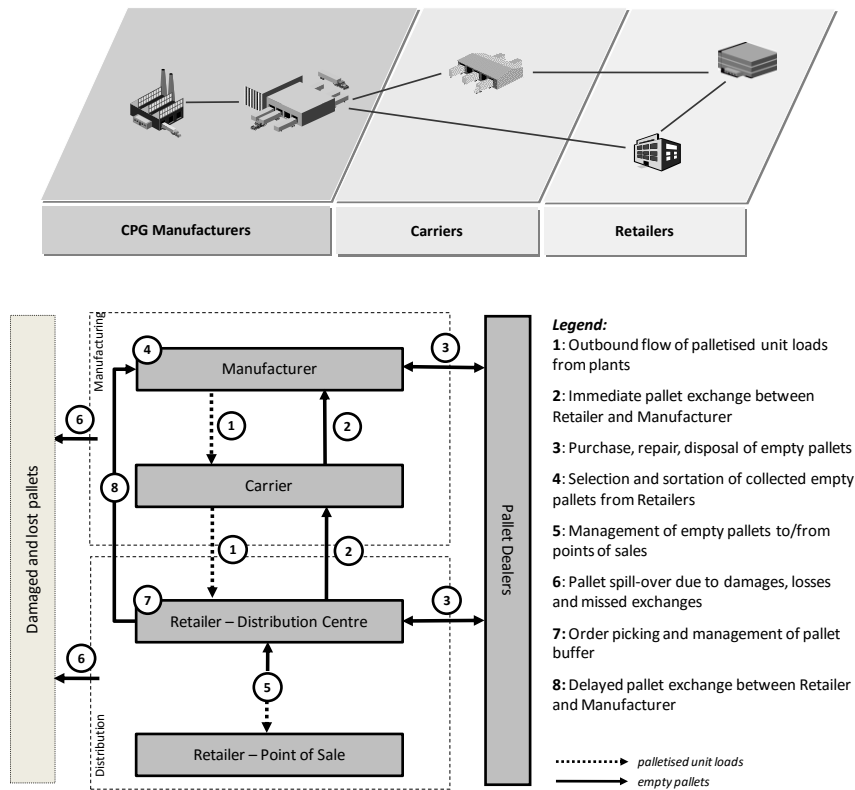 CPG Manufacturers
Carriers
Retailers
Damaged and lost pallets
Manufacturing
Distribution
4
Manufacturer
3
1
2
6
8
Carrier
1
2
7
Retailer – Distribution Centre
3
6
5
Retailer – Point of Sale
Pallet Dealers
Legend:
1: Outbound flow of palletised unit loads
from plants
2: Immediate pallet exchange between
Retailer and Manufacturer
3: Purchase, repair, disposal of empty pallets
4: Selection and sortation of collected empty
pallets from Retailers
5: Management of empty pallets to/from
points of sales
6: Pallet spill-over due to damages, losses
and missed exchanges
7: Order picking and management of pallet
buffer
8: Delayed pallet exchange between Retailer
and Manufacturer
palletised unit loads
empty pallets